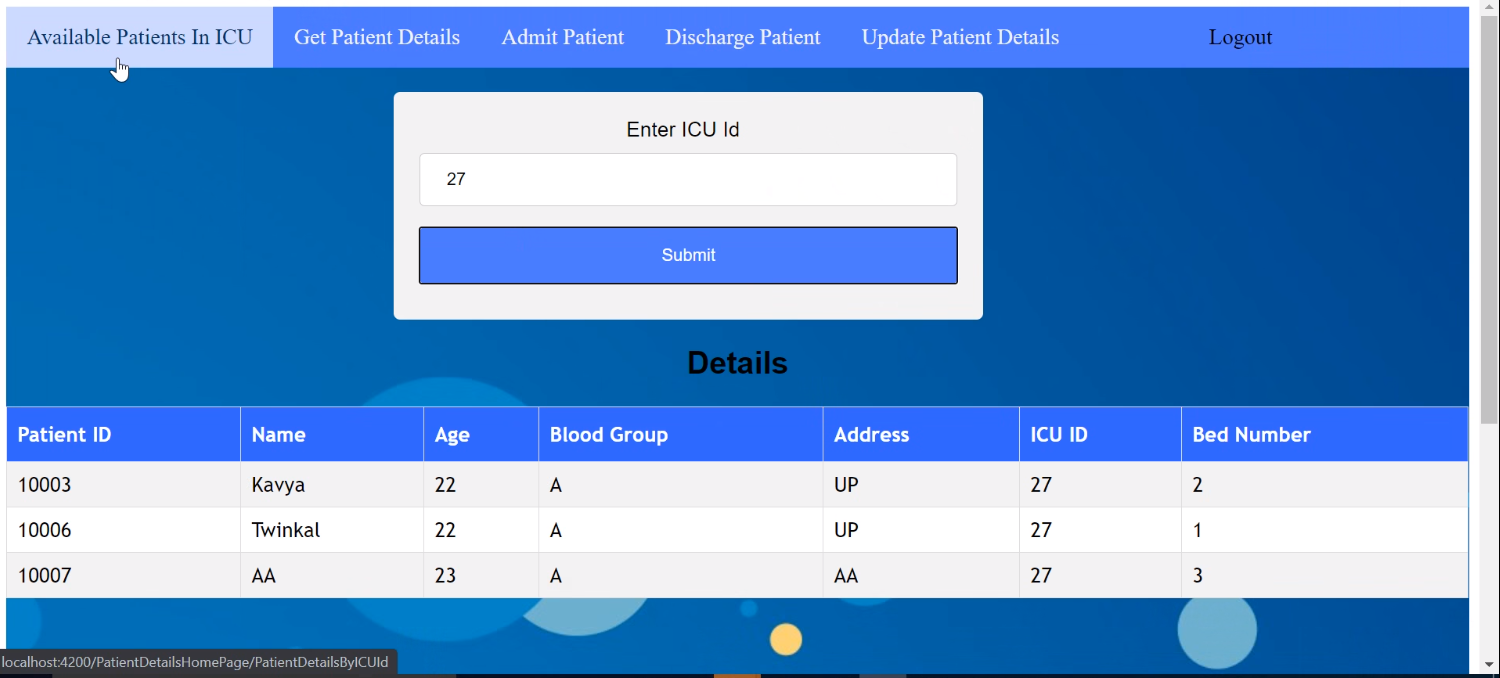 Available Patients In ICU Get Patient Details Admit Patient Discharge Patient Update Patient Details Logout
Enter ICU Id
27
Submit
Details
Patient ID Name Age Blood Group Address ICU ID Bed Number
10003 Kavya 22 A UP 27 2
10006 Twinkal 22 A UP 27 1
10007 AA 23 A AA 27 3
localhost:4200/PatientDetailsHomePage/PatientDetailsByICUId